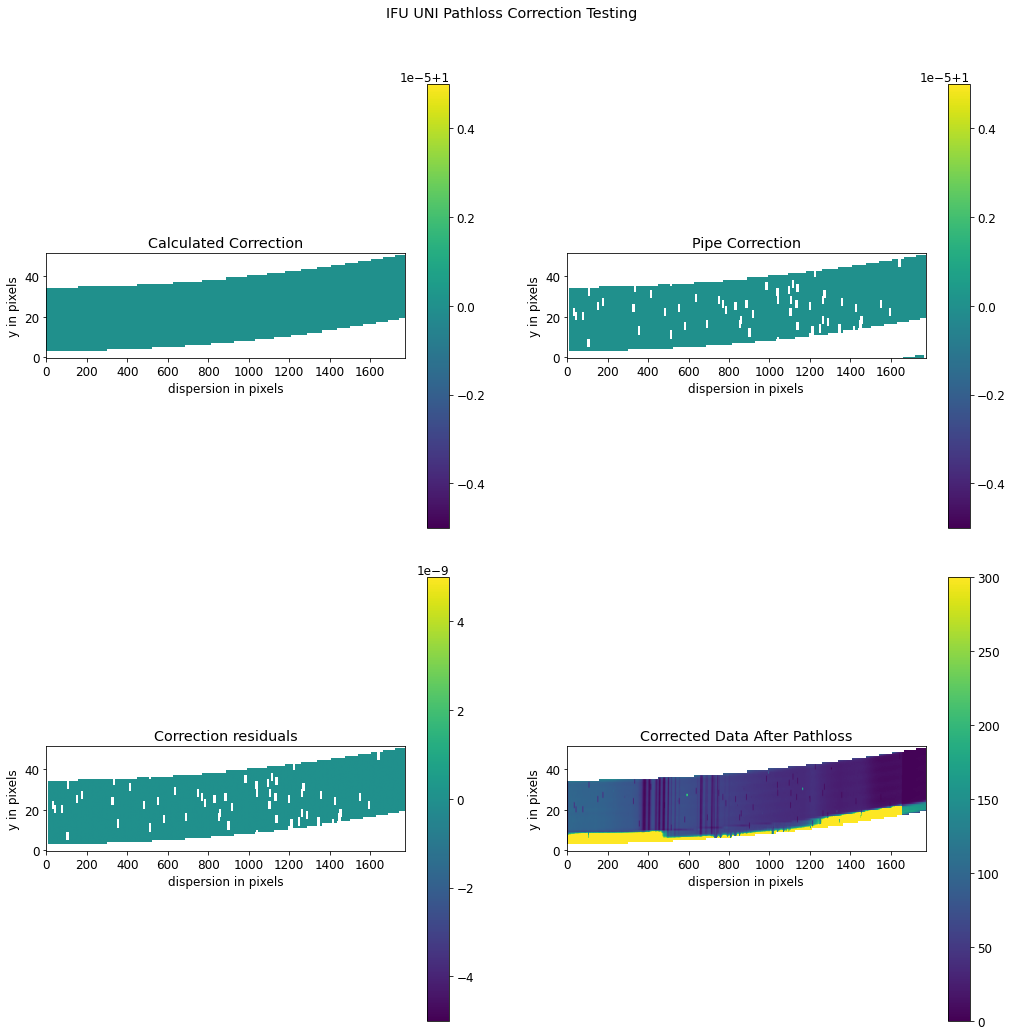 IFU UNI Pathloss Correction Testing
1e−5+1
0.4
0.2
0.0
−0.2
−0.4
Calculated Correction
y in pixels
40
20
0
0 200 400 600 800 1000 1200 1400 1600
dispersion in pixels
1e−5+1
0.4
0.2
0.0
−0.2
−0.4
Pipe Correction
y in pixels
40
20
0
0 200 400 600 800 1000 1200 1400 1600
dispersion in pixels
1e−9
4
2
0
−2
−4
Correction residuals
y in pixels
40
20
0
0 200 400 600 800 1000 1200 1400 1600
dispersion in pixels
300
250
200
150
100
50
0
Corrected Data After Pathloss
y in pixels
40
20
0
0 200 400 600 800 1000 1200 1400 1600
dispersion in pixels